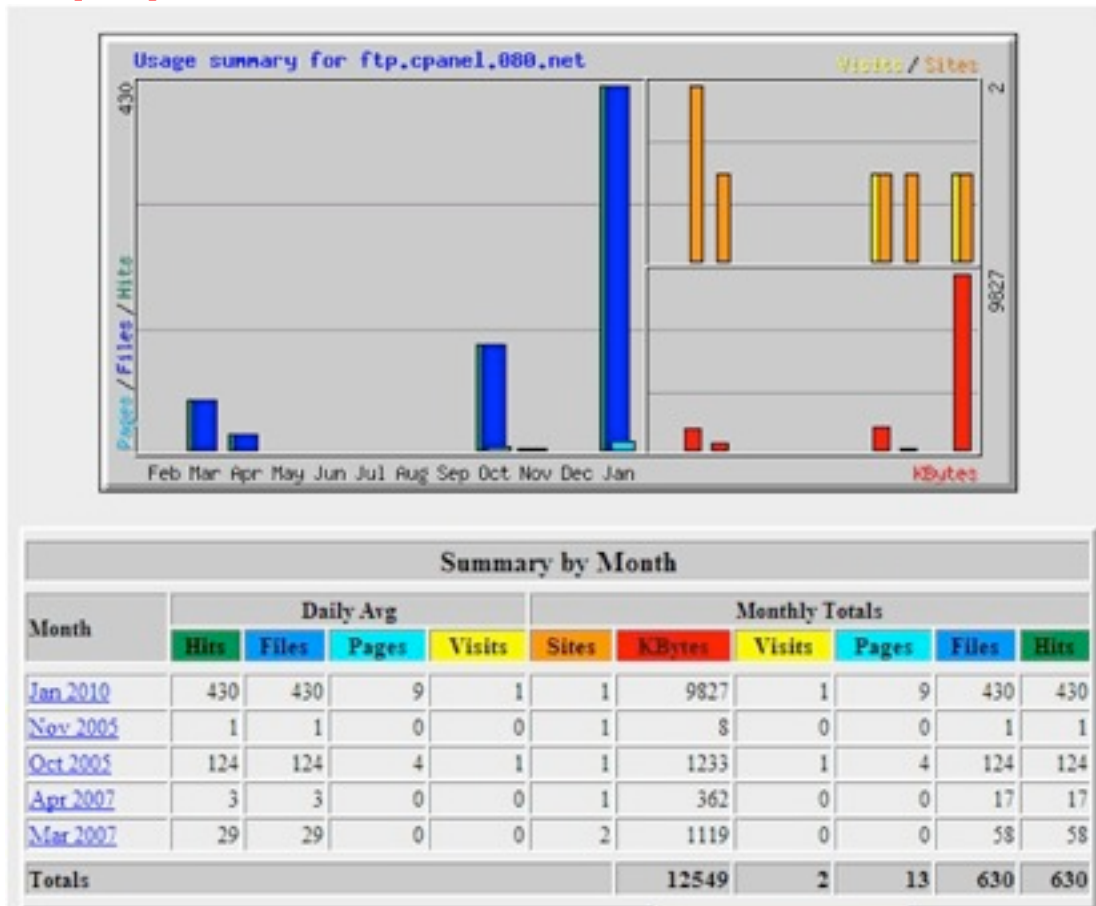 Usage summary for ftp.cpanel.080.net
Visits/Sites
430
2
Pages/Files/Hits
9827
Feb Mar Apr May Jun Jul Aug Sep Oct Nov Dec Jan
KBytes
Summary by Month
Month Daily Avg Monthly Totals
Hits Files Pages Visits Sites KBytes Visits Pages Files Hits
Jan 2010 430 430 9 1 1 9827 1 9 430 430
Nov 2005 1 1 0 0 1 8 0 0 1 1
Oct 2005 124 124 4 1 1 1233 1 4 124 124
Apr 2007 3 3 0 0 1 362 0 0 17 17
Mar 2007 29 29 0 0 2 1119 0 0 58 58
Totals 12549 2 13 630 630